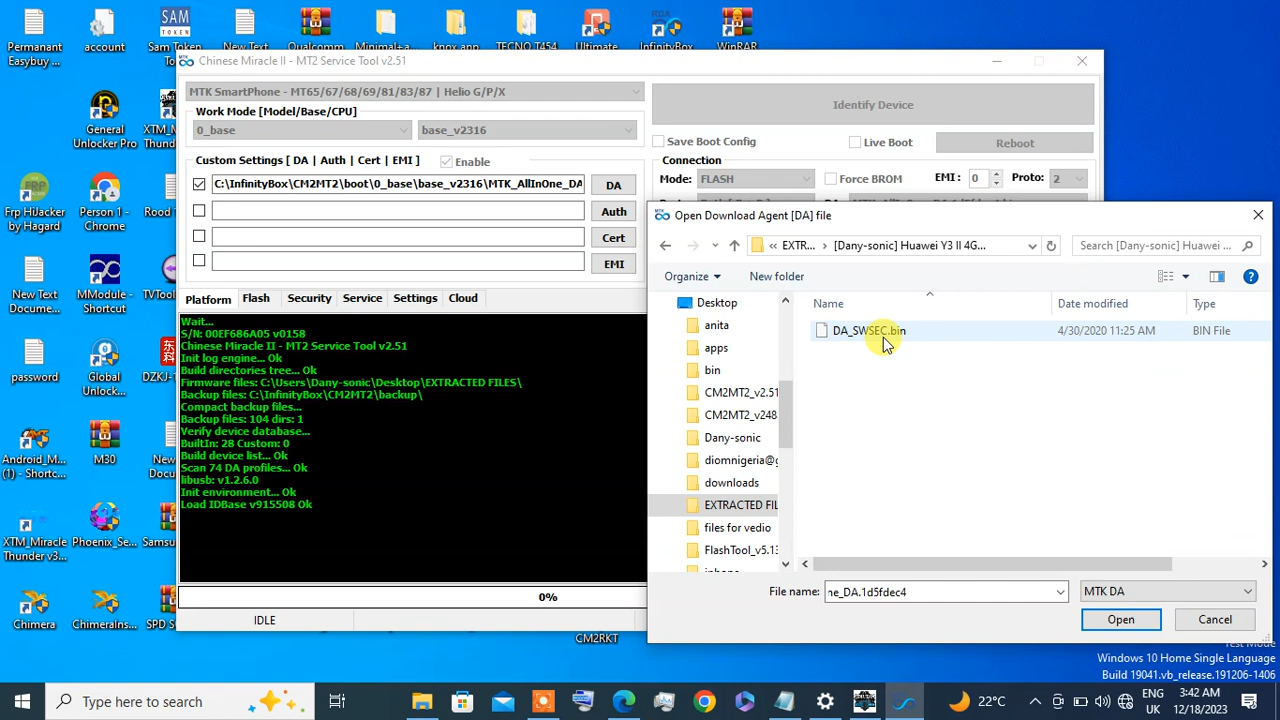 Permanant Easybuy ...
account
Sam Token To
New Text
Qualcomm
Minimal+a
knox app
TECNO T454
Ultimate
InfinityBox
WinRAR
General Unlocker Pro
XTM_M
Thund
Frp HiJacker by Hagard
Person 1 - Chrome
Rood
New Text Docume...
MModule - Shortcut
TVTool
password
Global Unlock...
DZKJ-
Android_M... (1) - Shortc...
M30
XTM_Miracle Thunder v3...
Phoenix_Se...
Samsu
Chimera
ChimeraIns...
SPD S
CM2RKT
Chinese Miracle II - MT2 Service Tool v2.51
MTK SmartPhone - MT65/67/68/69/81/83/87 | Helio G/P/X
Work Mode [Model/Base/CPU]
0_base
base_v2316
Identify Device
Save Boot Config
Live Boot
Reboot
Custom Settings [ DA | Auth | Cert | EMI ]
Enable
Connection
Mode:
FLASH
Force BROM
EMI :
0
Proto:
2
C:\InfinityBox\CM2MT2\boot\0_base\base_v2316\MTK_AllInOne_DA
DA
Auth
Cert
EMI
Platform
Flash
Security
Service
Settings
Cloud
Wait...
S/N: 00EF686A05 v0158
Chinese Miracle II - MT2 Service Tool v2.51
Init log engine... Ok
Build directories tree... Ok
Firmware files: C:\Users\Dany-sonic\Desktop\EXTRACTED FILES\
Backup files: C:\InfinityBox\CM2MT2\backup\
Compact backup files...
Backup files: 104 dirs: 1
Verify device database...
BuiltIn: 28 Custom: 0
Build device list... Ok
Scan 74 DA profiles... Ok
libusb: v1.2.6.0
Init environment... Ok
Load IDBase v915508 Ok
0%
IDLE
Open Download Agent [DA] file
« EXTR... › [Dany-sonic] Huawei Y3 II 4G...
Search [Dany-sonic] Huawei ...
Organize
New folder
Desktop
anita
apps
bin
CM2MT2_v2.51
CM2MT2_v248
Dany-sonic
diomnigeria@g
downloads
EXTRACTED FIL
files for vedio
FlashTool_v5.13
Name
Date modified
Type
DA_SWSEC.bin
4/30/2020 11:25 AM
BIN File
File name:
ne_DA.1d5fdec4
MTK DA
Open
Cancel
Test Mode
Windows 10 Home Single Language
Build 19041.vb_release.191206-1406
Type here to search
22°C
ENG
UK
3:42 AM
12/18/2023